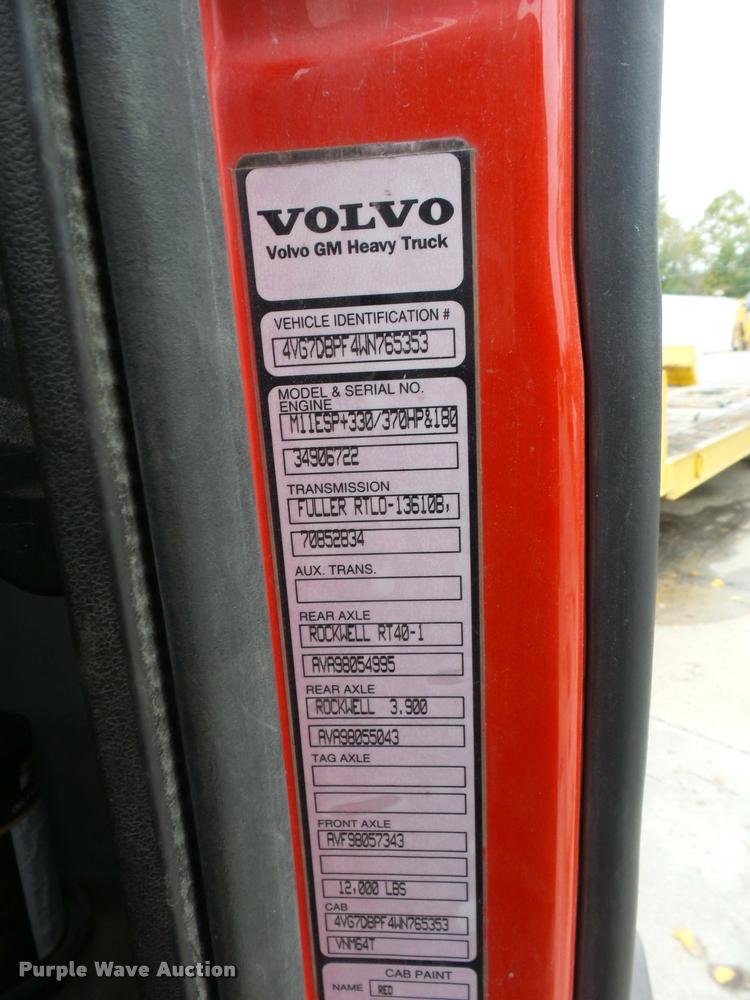 VOLVO
Volvo GM Heavy Truck
VEHICLE IDENTIFICATION #
4VG7DBPF4WN765353
MODEL & SERIAL NO.
ENGINE
M11ESP+330/370HP&180
34906722
TRANSMISSION
FULLER RTLO-13610B,
70852834
AUX. TRANS.
REAR AXLE
ROCKWELL RT40-1
AVA98054995
REAR AXLE
ROCKWELL 3.900
AVA98055043
TAG AXLE
FRONT AXLE
AVF98057343
12,000 LBS
CAB
4VG7DBPF4WN765353
VNM64T
CAB PAINT
NAME RED
Purple Wave Auction